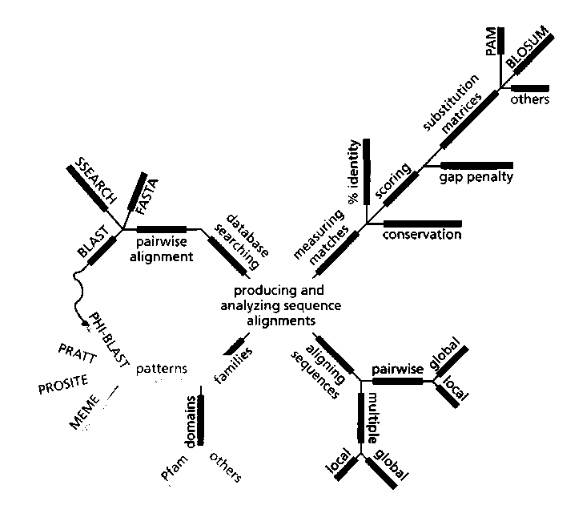 PAM
BLOSUM
substitution
matrices
others
% identity
scoring
gap penalty
SSEARCH
FASTA
measuring
matches
conservation
BLAST
pairwise
alignment
database
searching
producing and
analyzing sequence
alignments
PHI-BLAST
PRATT
PROSITE
MEME
patterns
families
aligning
sequences
pairwise
global
local
domains
multiple
Pfam
others
local
global